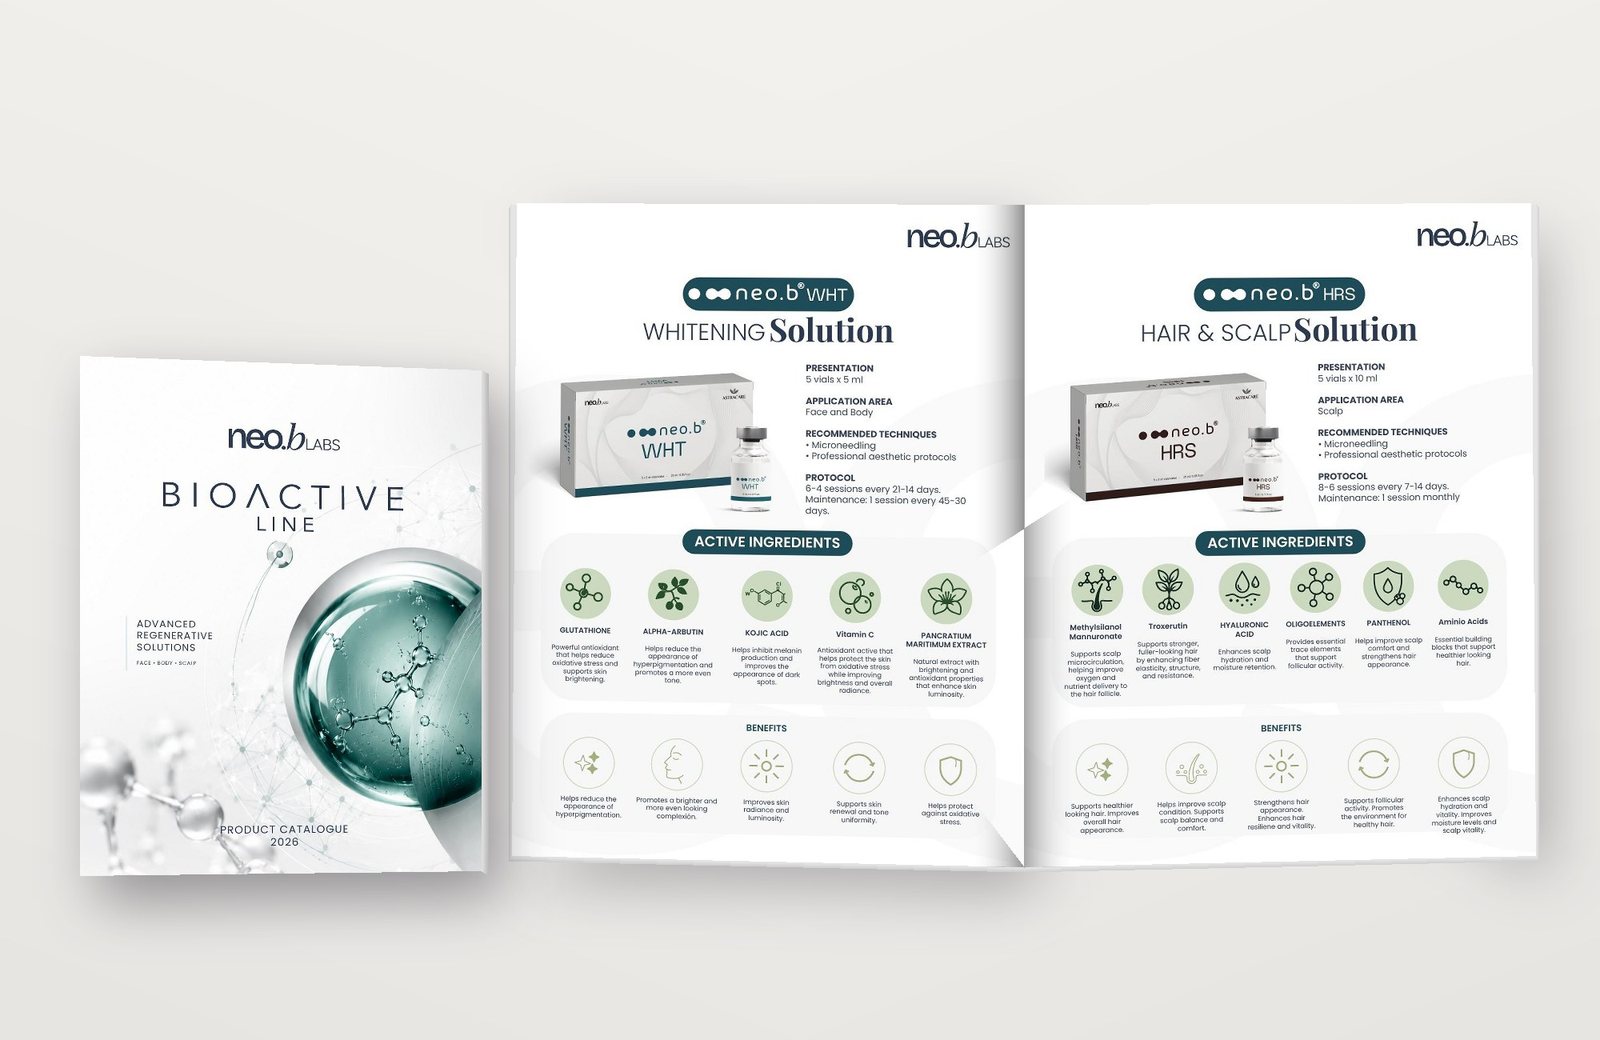 neo.b LABS
BIOACTIVE
LINE
ADVANCED
REGENERATIVE
SOLUTIONS
FACE • BODY • SCALP
PRODUCT CATALOGUE
2026
neo.b LABS
neo.b® WHT
WHITENING Solution
neo.b LABS
ASTRACARE
neo.b®
WHT
neo.b®
WHT
PRESENTATION
5 vials x 5 ml
APPLICATION AREA
Face and Body
RECOMMENDED TECHNIQUES
• Microneedling
• Professional aesthetic protocols
PROTOCOL
6-4 sessions every 21-14 days.
Maintenance: 1 session every 45-30
days.
ACTIVE INGREDIENTS
GLUTATHIONE
Powerful antioxidant
that helps reduce
oxidative stress and
supports skin
brightening.
ALPHA-ARBUTIN
Helps reduce the
appearance of
hyperpigmentation and
promotes a more even
tone.
KOJIC ACID
Helps inhibit melanin
production and
improves the
appearance of dark
spots.
Vitamin C
Antioxidant active that
helps protect the skin
from oxidative stress
while improving
brightness and overall
radiance.
PANCRATIUM
MARITIMUM EXTRACT
Natural extract with
brightening and
antioxidant properties
that enhance skin
luminosity.
BENEFITS
Helps reduce the
appearance of
hyperpigmentation.
Promotes a brighter and
more even looking
complexión.
Improves skin
radiance and
luminosity.
Supports skin
renewal and tone
uniformity.
Helps protect
against oxidative
stress.
neo.b LABS
neo.b® HRS
HAIR & SCALP Solution
neo.b LABS
ASTRACARE
neo.b®
HRS
neo.b®
HRS
PRESENTATION
5 vials x 10 ml
APPLICATION AREA
Scalp
RECOMMENDED TECHNIQUES
• Microneedling
• Professional aesthetic protocols
PROTOCOL
8-6 sessions every 7-14 days.
Maintenance: 1 session monthly
ACTIVE INGREDIENTS
Methylsilanol
Mannuronate
Supports scalp
microcirculation,
helping improve
oxygen and
nutrient delivery to
the hair follicle.
Troxerutin
Supports stronger,
fuller-looking hair
by enhancing fiber
elasticity, structure,
and resistance.
HYALURONIC
ACID
Enhances scalp
hydration and
moisture retention.
OLIGOELEMENTS
Provides essential
trace elements
that support
follicular activity.
PANTHENOL
Helps improve scalp
comfort and
strengthens hair
appearance.
Aminio Acids
Essential building
blocks that support
healthier looking
hair.
BENEFITS
Supports healthier
looking hair. Improves
overall hair
appearance.
Helps improve scalp
condition. Supports
scalp balance and
comfort.
Strengthens hair
appearance.
Enhances hair
resiliene and vitality.
Supports follicular
activity. Promotes
the environment for
healthy hair.
Enhances scalp
hydration and
vitality. Improves
moisture levels and
scalp vitality.